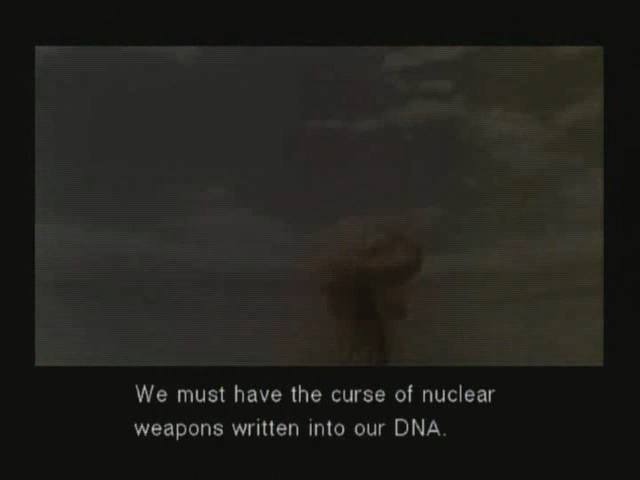 We must have the curse of nuclear
weapons written into our DNA.